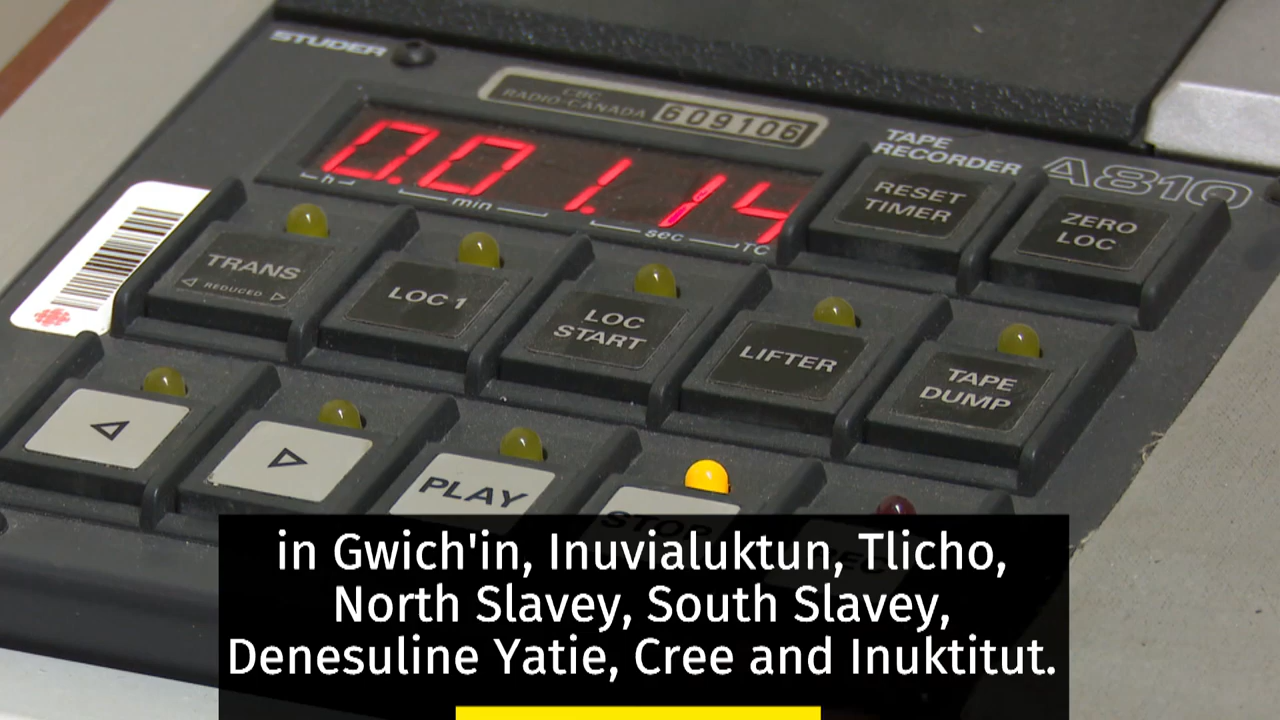 STUDER
CBC
RADIO-CANADA 609106
0.01.14
h min sec TC
TAPE
RECORDER
A810
RESET
TIMER
ZERO
LOC
TRANS
◁ REDUCED ▷
LOC 1
LOC
START
LIFTER
TAPE
DUMP
PLAY
STOP
in Gwich'in, Inuvialuktun, Tlicho,
North Slavey, South Slavey,
Denesuline Yatie, Cree and Inuktitut.